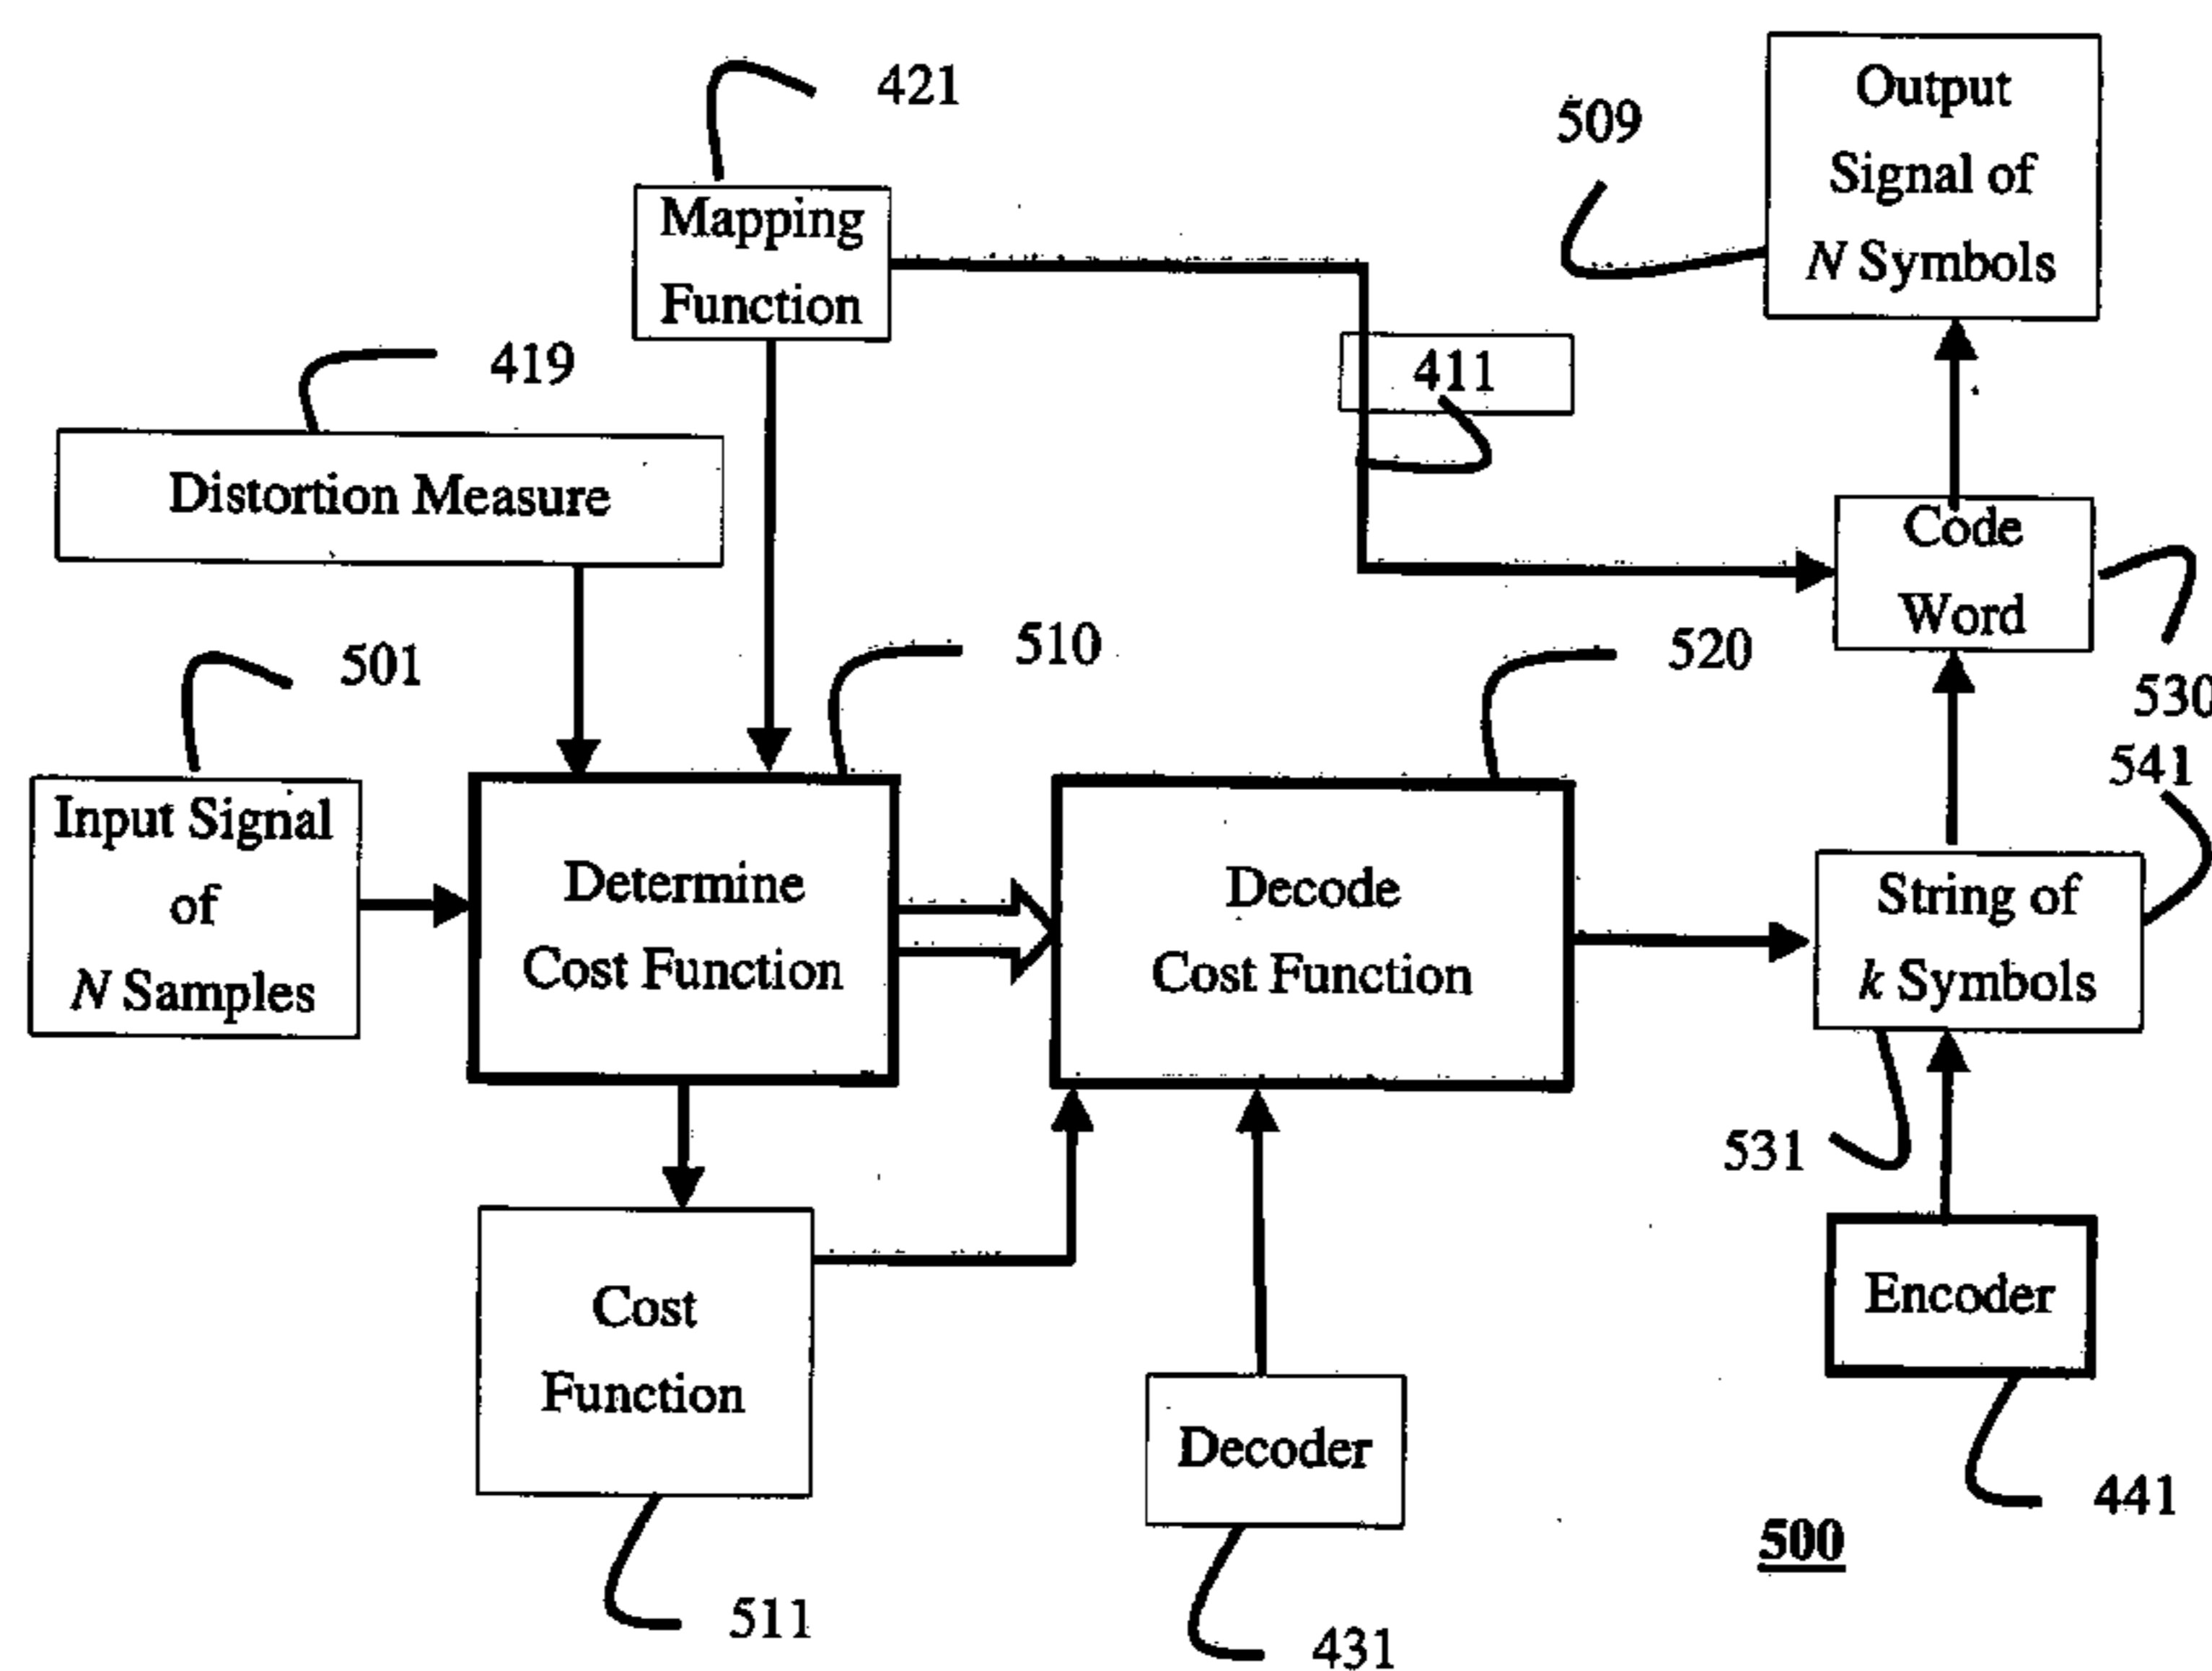 421
Output
Signal of
N Symbols
509
Mapping
Function
419
411
Distortion Measure
Code
Word
501
510
520
530
541
Input Signal
of
N Samples
Determine
Cost Function
Decode
Cost Function
String of
k Symbols
531
Cost
Function
Encoder
Decoder
441
500
511
431